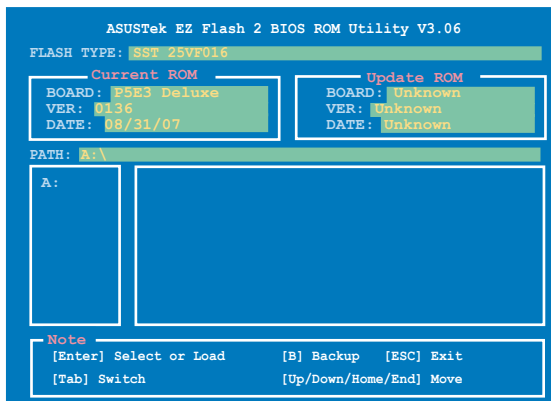 ASUSTek EZ Flash 2 BIOS ROM Utility V3.06
FLASH TYPE: SST 25VF016
Current ROM
BOARD: P5E3 Deluxe
VER: 0136
DATE: 08/31/07
Update ROM
BOARD: Unknown
VER: Unknown
DATE: Unknown
PATH: A:\
A:
Note
[Enter] Select or Load [B] Backup [ESC] Exit
[Tab] Switch [Up/Down/Home/End] Move